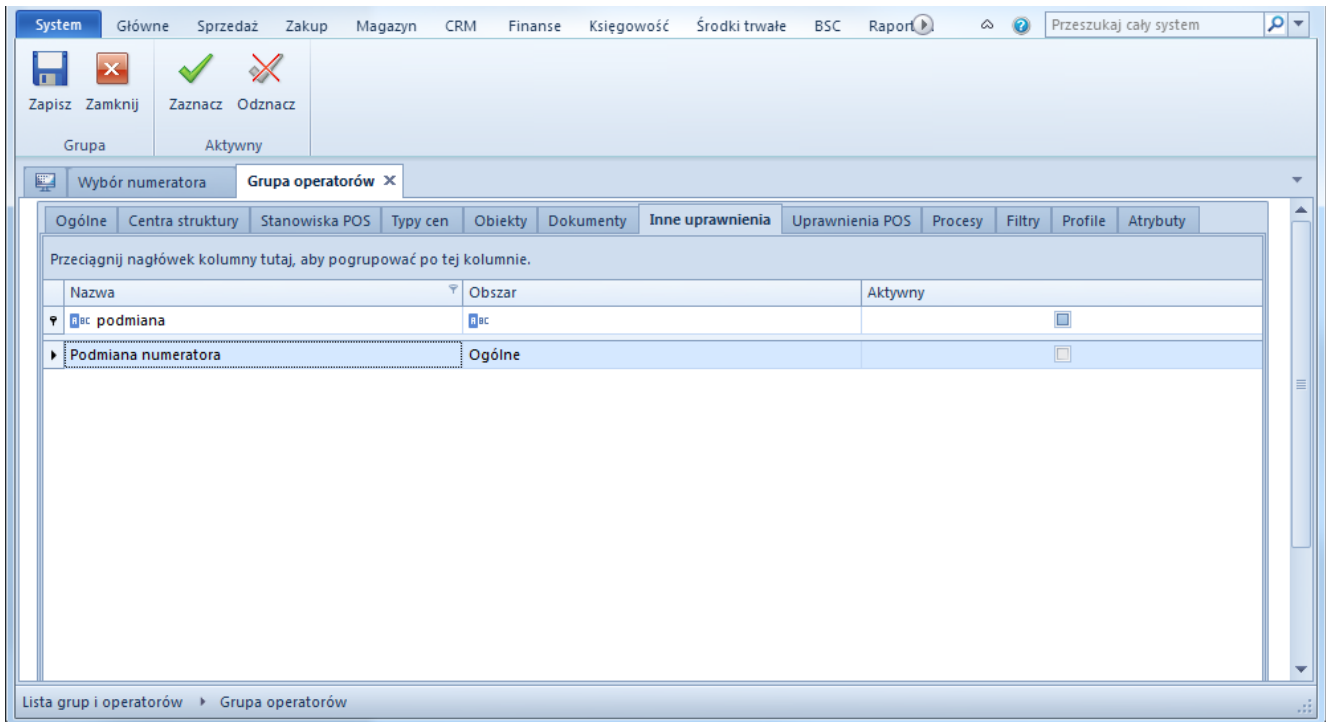 System Główne Sprzedaż Zakup Magazyn CRM Finanse Księgowość Środki trwałe BSC Raport Przeszukaj cały system
Zapisz Zamknij Zaznacz Odznacz
Grupa Aktywny
Wybór numeratora Grupa operatorów
Ogólne Centra struktury Stanowiska POS Typy cen Obiekty Dokumenty Inne uprawnienia Uprawnienia POS Procesy Filtry Profile Atrybuty
Przeciągnij nagłówek kolumny tutaj, aby pogrupować po tej kolumnie.
Nazwa Obszar Aktywny
ABC podmiana ABC
Podmiana numeratora Ogólne
Lista grup i operatorów Grupa operatorów